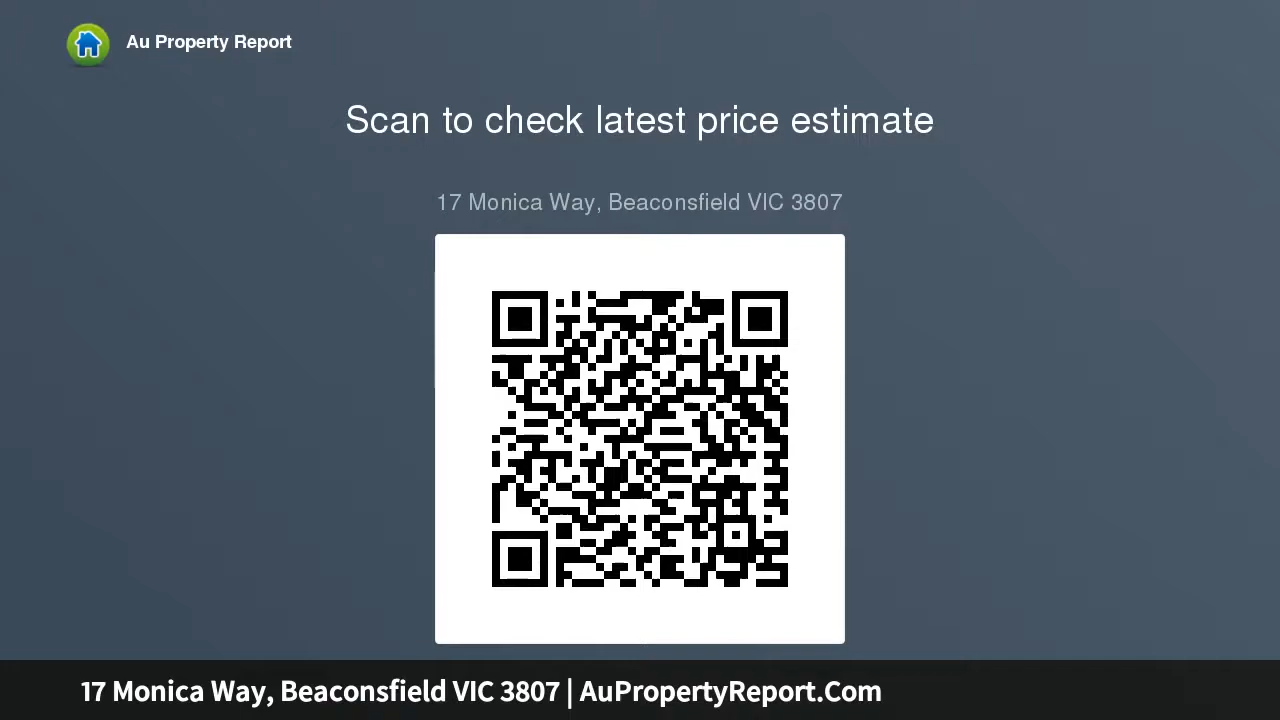 Au Property Report
Scan to check latest price estimate
17 Monica Way, Beaconsfield VIC 3807
17 Monica Way, Beaconsfield VIC 3807 | AuPropertyReport.Com